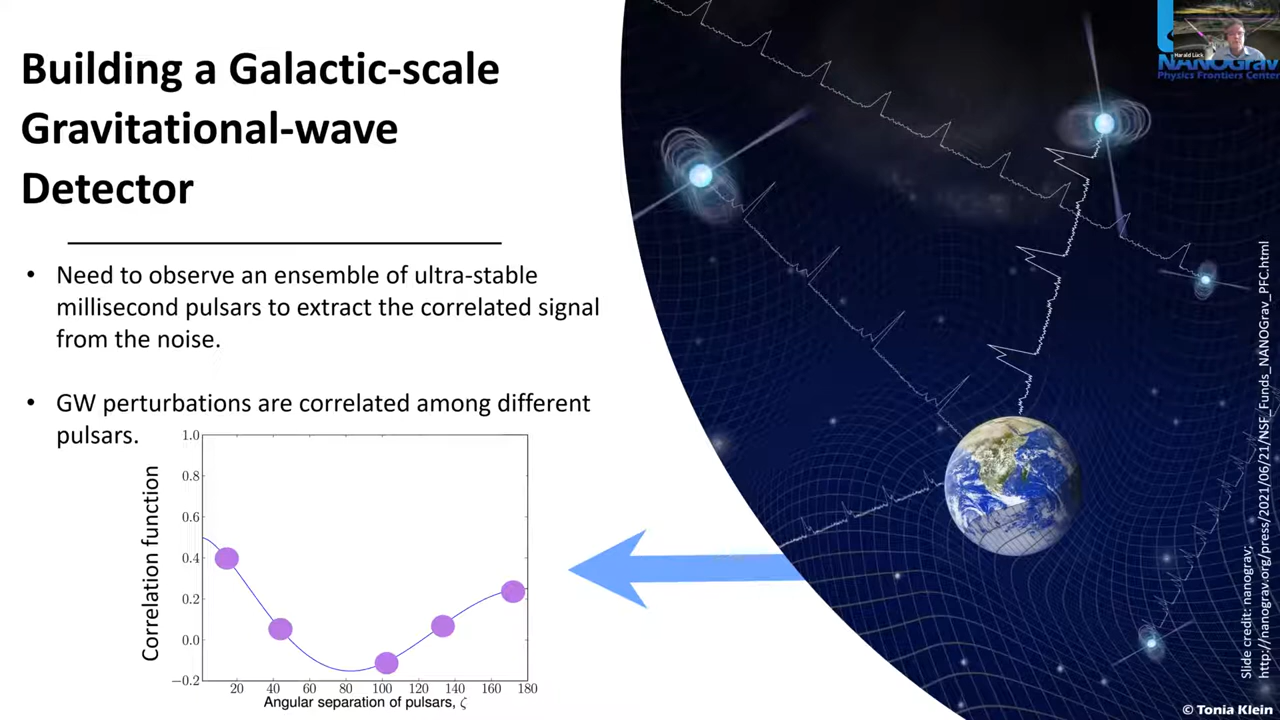 Building a Galactic-scale
Gravitational-wave
Detector
• Need to observe an ensemble of ultra-stable
millisecond pulsars to extract the correlated signal
from the noise.
• GW perturbations are correlated among different
pulsars.
1.0
0.8
0.6
0.4
0.2
0.0
−0.2
Correlation function
20 40 60 80 100 120 140 160 180
Angular separation of pulsars, ζ
Harald Lück
NANOGrav
Physics Frontiers Center
Slide credit: nanograv;
http://nanograv.org/press/2021/06/21/NSF_Funds_NANOGrav_PFC.html
© Tonia Klein